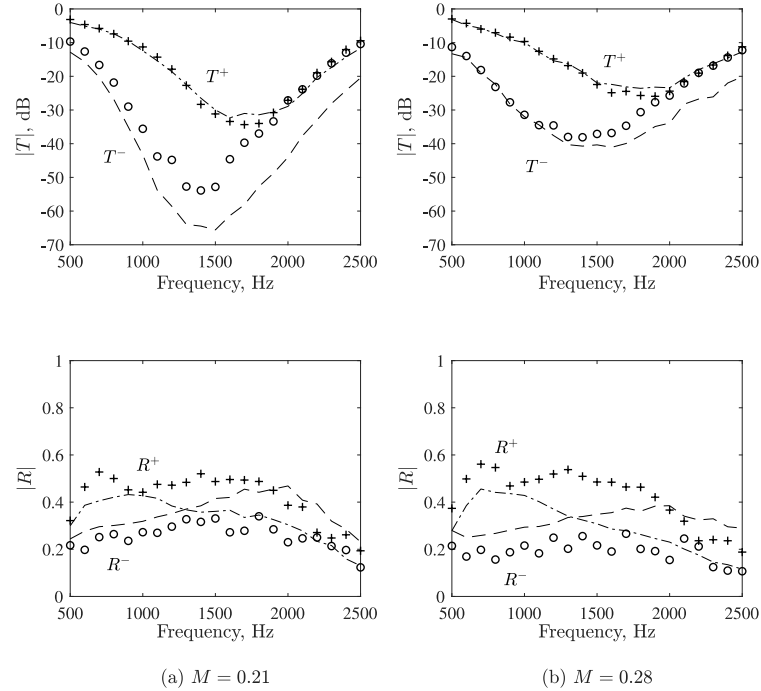 0
-10
-20
-30
-40
-50
-60
-70
|T|, dB
T⁺
T⁻
500 1000 1500 2000 2500
Frequency, Hz
0
-10
-20
-30
-40
-50
-60
-70
|T|, dB
T⁺
T⁻
500 1000 1500 2000 2500
Frequency, Hz
1
0.8
0.6
0.4
0.2
0
|R|
R⁺
R⁻
500 1000 1500 2000 2500
Frequency, Hz
1
0.8
0.6
0.4
0.2
0
|R|
R⁺
R⁻
500 1000 1500 2000 2500
Frequency, Hz
(a) M = 0.21
(b) M = 0.28